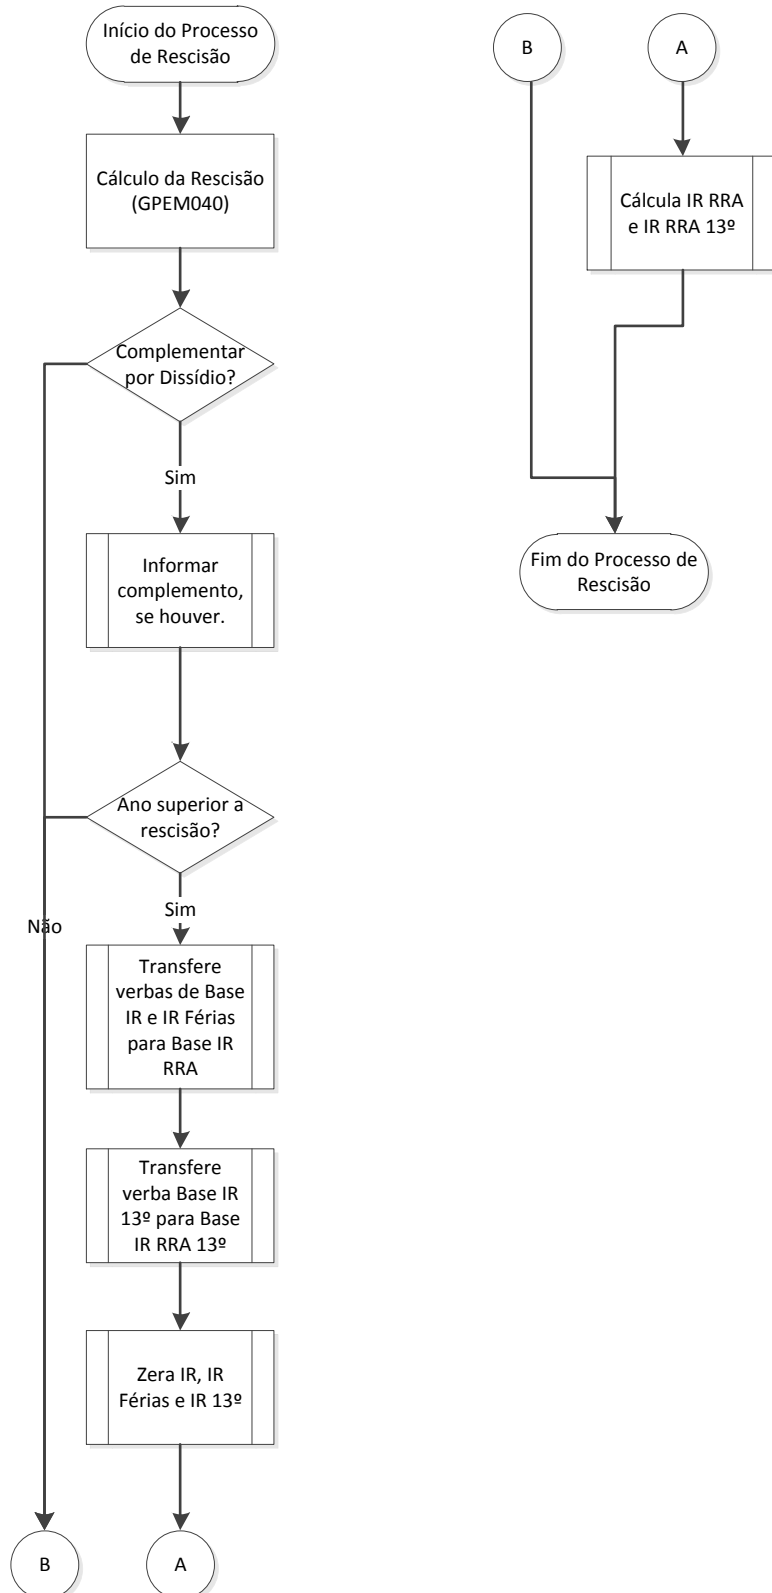 Início do Processo
de Rescisão
Cálculo da Rescisão
(GPEM040)
Complementar
por Dissídio?
Sim
Informar
complemento,
se houver.
Ano superior a
rescisão?
Sim
Não
Transfere
verbas de Base
IR e IR Férias
para Base IR
RRA
Transfere
verba Base IR
13º para Base
IR RRA 13º
Zera IR, IR
Férias e IR 13º
B
A
B
A
Cálcula IR RRA
e IR RRA 13º
Fim do Processo de
Rescisão